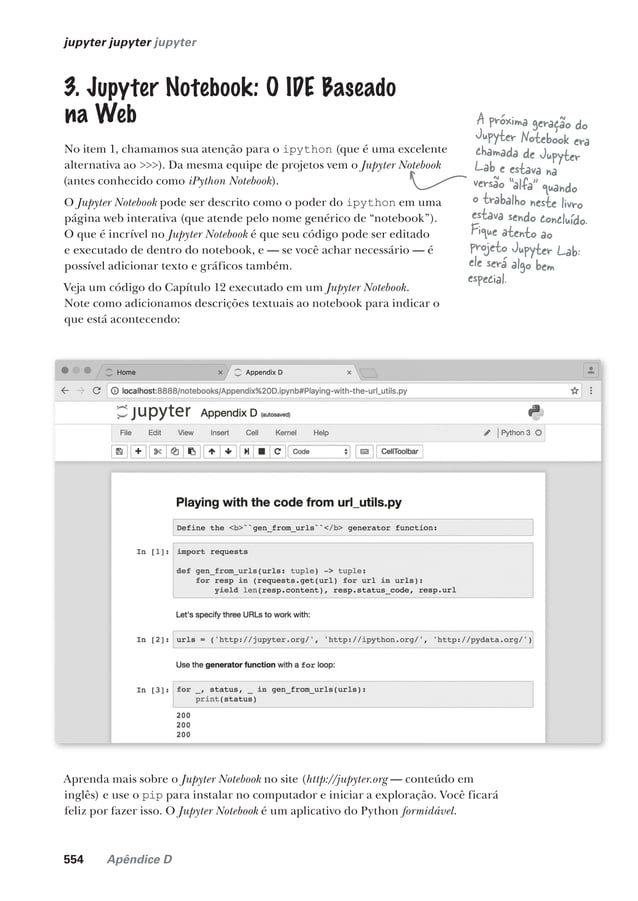 jupyter jupyter jupyter
3. Jupyter Notebook: O IDE Baseado
na Web
No item 1, chamamos sua atenção para o ipython (que é uma excelente
alternativa ao >>>). Da mesma equipe de projetos vem o Jupyter Notebook
(antes conhecido como iPython Notebook).
O Jupyter Notebook pode ser descrito como o poder do ipython em uma
página web interativa (que atende pelo nome genérico de “notebook”).
O que é incrível no Jupyter Notebook é que seu código pode ser editado
e executado de dentro do notebook, e — se você achar necessário — é
possível adicionar texto e gráficos também.
Veja um código do Capítulo 12 executado em um Jupyter Notebook.
Note como adicionamos descrições textuais ao notebook para indicar o
que está acontecendo:
A próxima geração do
Jupyter Notebook era
chamada de Jupyter
Lab e estava na
versão “alfa” quando
o trabalho neste livro
estava sendo concluído.
Fique atento ao
projeto Jupyter Lab:
ele será algo bem
especial.
Home × Appendix D ×
localhost:8888/notebooks/Appendix%20D.ipynb#Playing-with-the-url_utils.py
jupyter Appendix D (autosaved)
File Edit View Insert Cell Kernel Help Python 3
Code CellToolbar
Playing with the code from url_utils.py
Define the <b>``gen_from_urls``</b> generator function:
In [1]: import requests
def gen_from_urls(urls: tuple) -> tuple:
for resp in (requests.get(url) for url in urls):
yield len(resp.content), resp.status_code, resp.url
Let's specify three URLs to work with:
In [2]: urls = ('http://jupyter.org/', 'http://ipython.org/', 'http://pydata.org/')
Use the generator function with a for loop:
In [3]: for _, status, _ in gen_from_urls(urls):
print(status)
200
200
200
Aprenda mais sobre o Jupyter Notebook no site (http://jupyter.org — conteúdo em
inglês) e use o pip para instalar no computador e iniciar a exploração. Você ficará
feliz por fazer isso. O Jupyter Notebook é um aplicativo do Python formidável.
554 Apêndice D